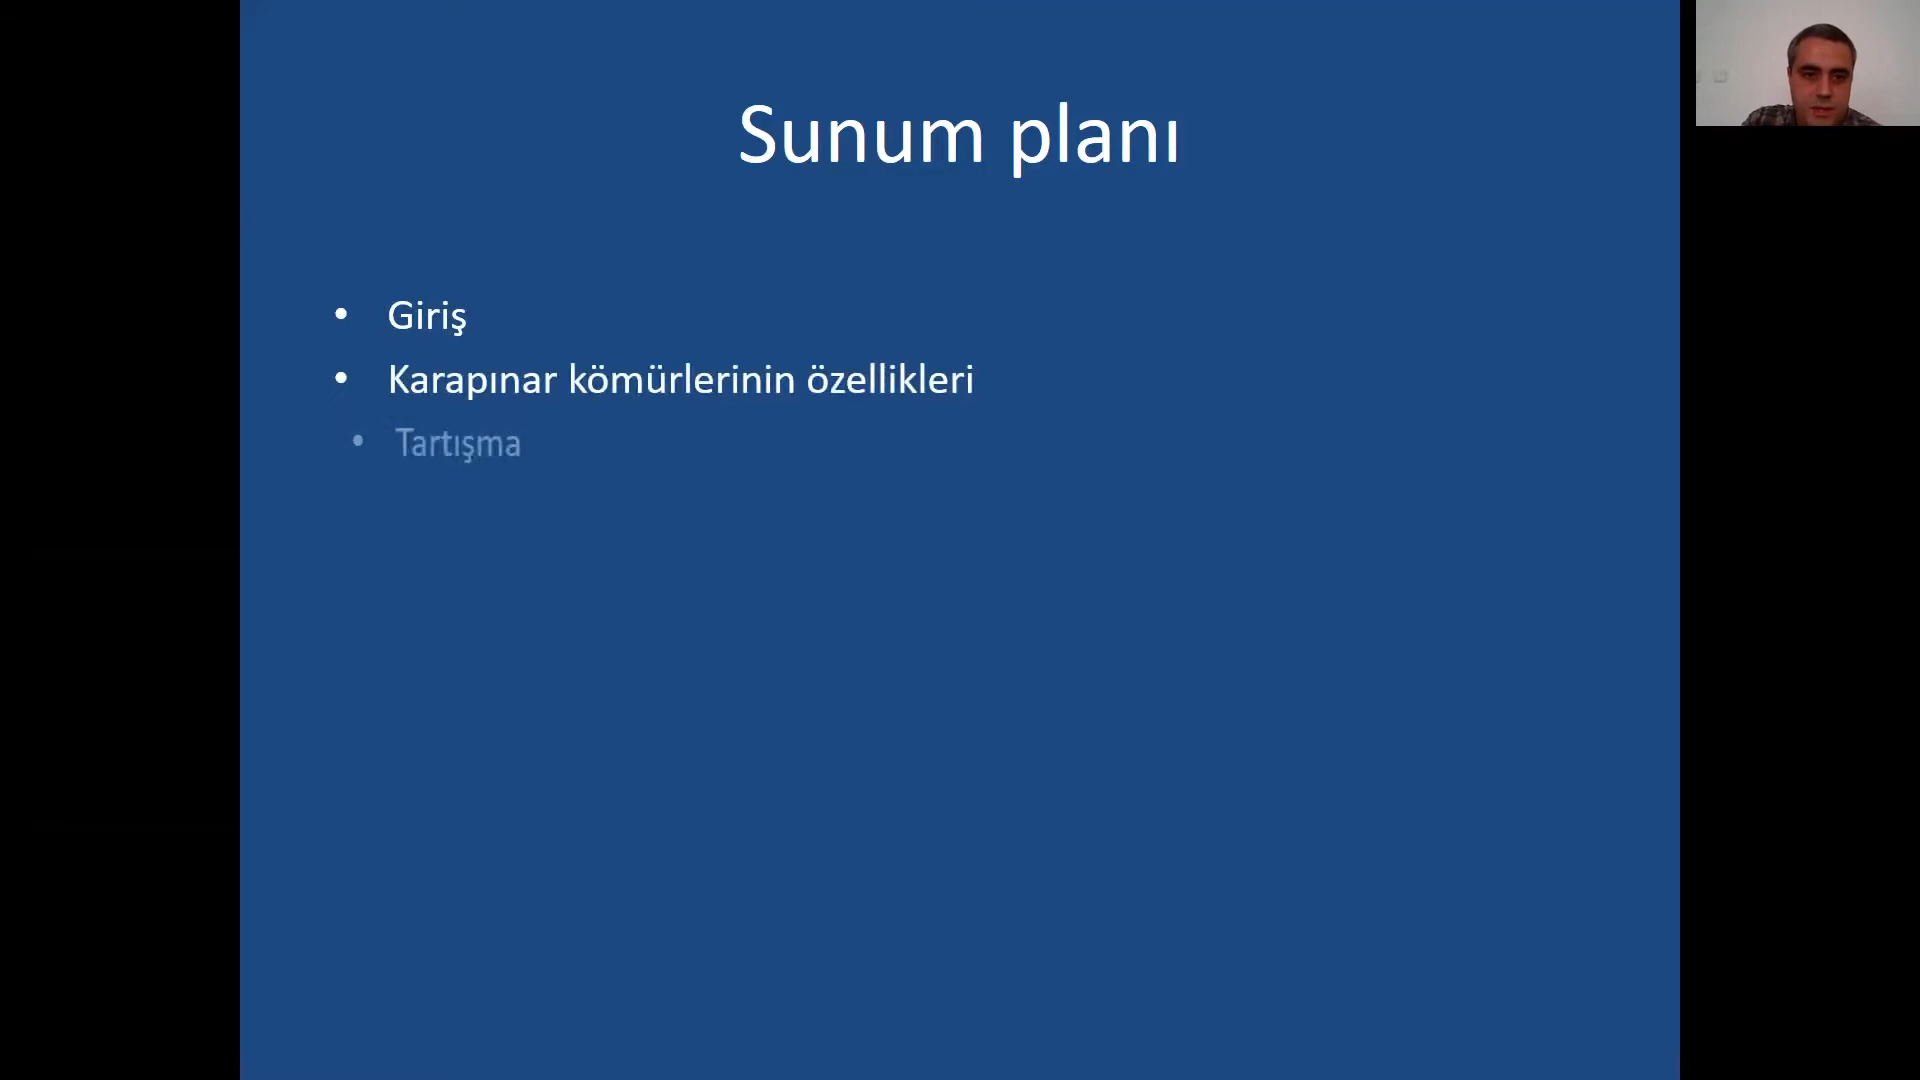 Sunum planı
• Giriş
• Karapınar kömürlerinin özellikleri
• Tartışma